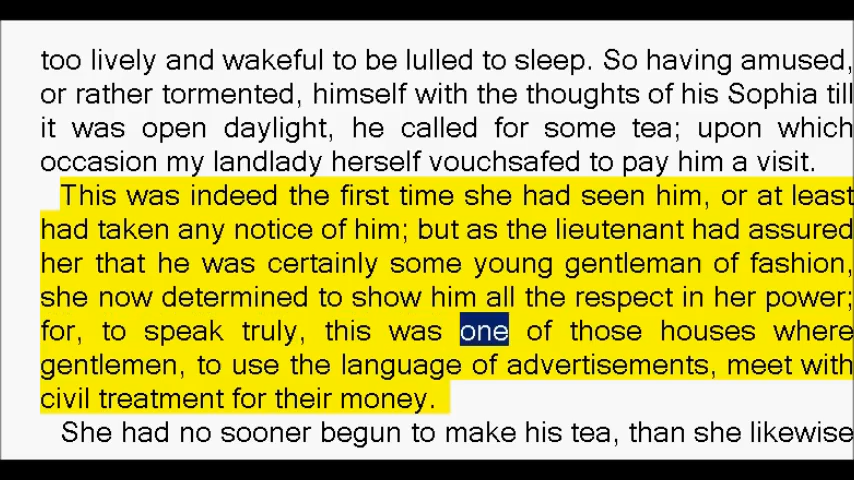 too lively and wakeful to be lulled to sleep. So having amused,
or rather tormented, himself with the thoughts of his Sophia till
it was open daylight, he called for some tea; upon which
occasion my landlady herself vouchsafed to pay him a visit.
This was indeed the first time she had seen him, or at least
had taken any notice of him; but as the lieutenant had assured
her that he was certainly some young gentleman of fashion,
she now determined to show him all the respect in her power;
for, to speak truly, this was one of those houses where
gentlemen, to use the language of advertisements, meet with
civil treatment for their money.
She had no sooner begun to make his tea, than she likewise